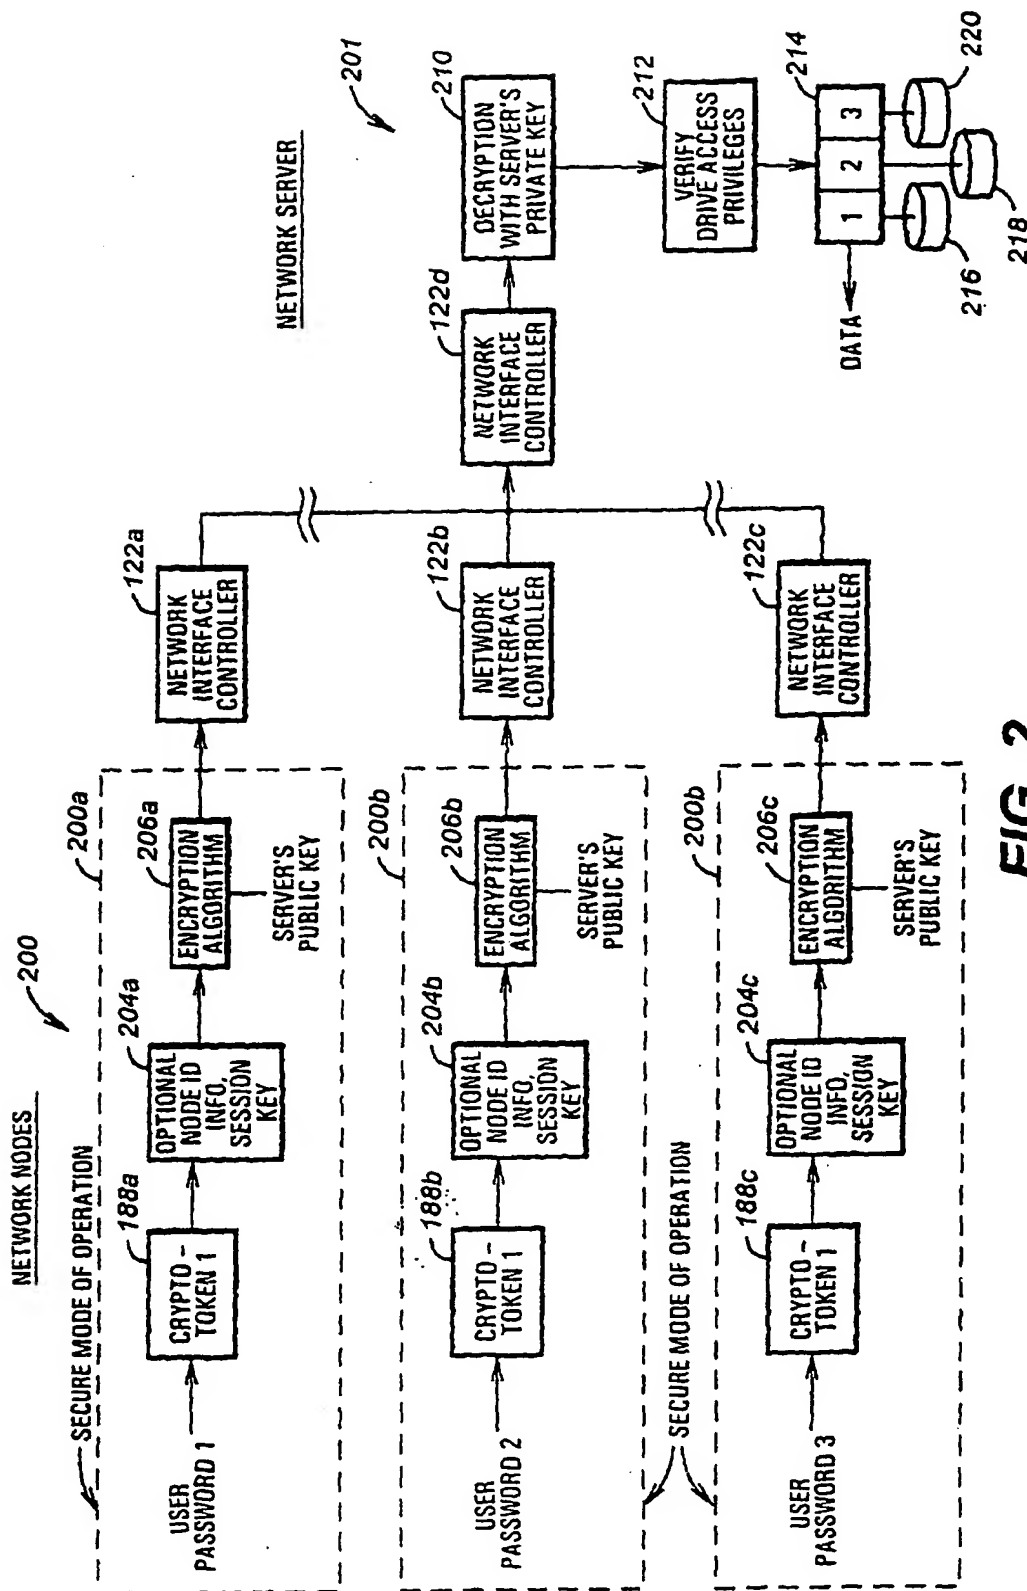 NETWORK NODES
200
SECURE MODE OF OPERATION
200a
USER
PASSWORD 1
188a
CRYPTO-
TOKEN 1
204a
OPTIONAL
NODE ID
INFO,
SESSION
KEY
206a
ENCRYPTION
ALGORITHM
SERVER'S
PUBLIC KEY
122a
NETWORK
INTERFACE
CONTROLLER
200b
USER
PASSWORD 2
188b
CRYPTO-
TOKEN 1
204b
OPTIONAL
NODE ID
INFO,
SESSION
KEY
206b
ENCRYPTION
ALGORITHM
SERVER'S
PUBLIC KEY
122b
NETWORK
INTERFACE
CONTROLLER
SECURE MODE OF OPERATION
200b
USER
PASSWORD 3
188c
CRYPTO-
TOKEN 1
204c
OPTIONAL
NODE ID
INFO,
SESSION
KEY
206c
ENCRYPTION
ALGORITHM
SERVER'S
PUBLIC KEY
122c
NETWORK
INTERFACE
CONTROLLER
NETWORK SERVER
201
122d
NETWORK
INTERFACE
CONTROLLER
210
DECRYPTION
WITH SERVER'S
PRIVATE KEY
212
VERIFY
DRIVE ACCESS
PRIVILEGES
214
1 2 3
DATA
216
218
220
FIG. 2